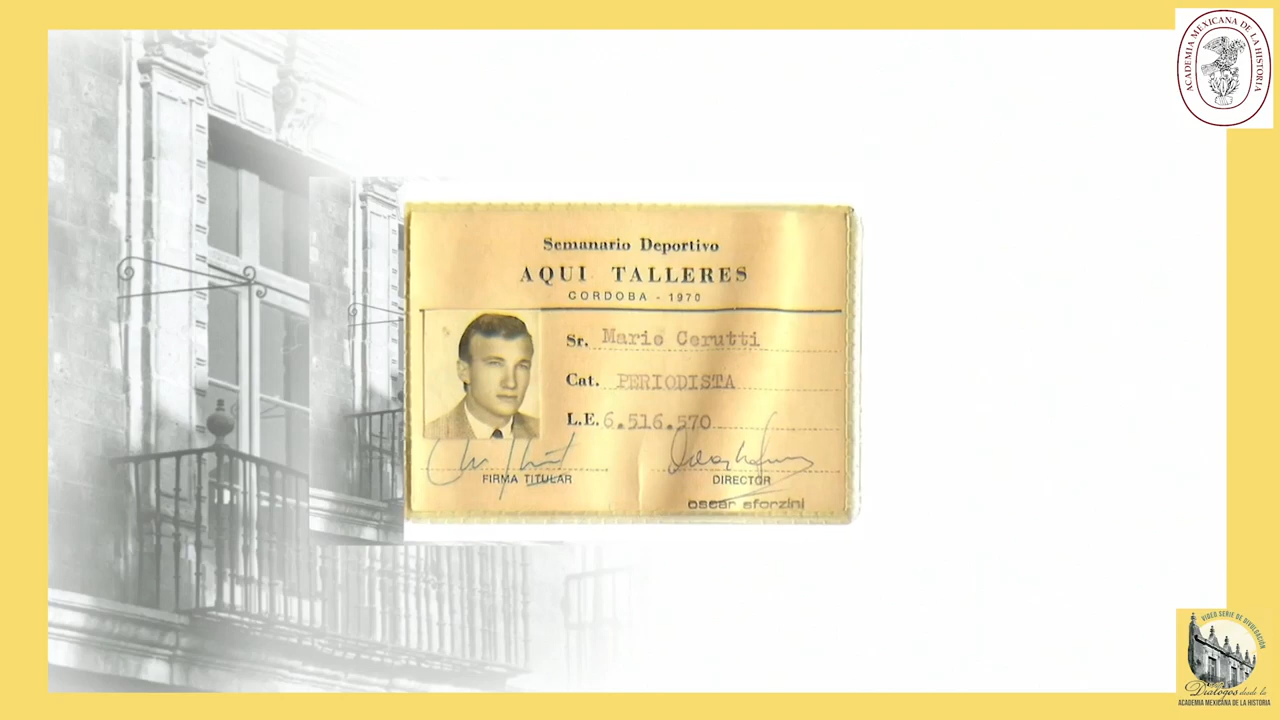 ACADEMIA MEXICANA DE LA HISTORIA
Semanario Deportivo
AQUI TALLERES
CORDOBA - 1970
Sr. Mario Cerutti
Cat. PERIODISTA
L.E. 6.516.570
FIRMA TITULAR
DIRECTOR
oscar sforzini
VIDEO SERIE DE DIVULGACIÓN
Diálogos desde la
ACADEMIA MEXICANA DE LA HISTORIA